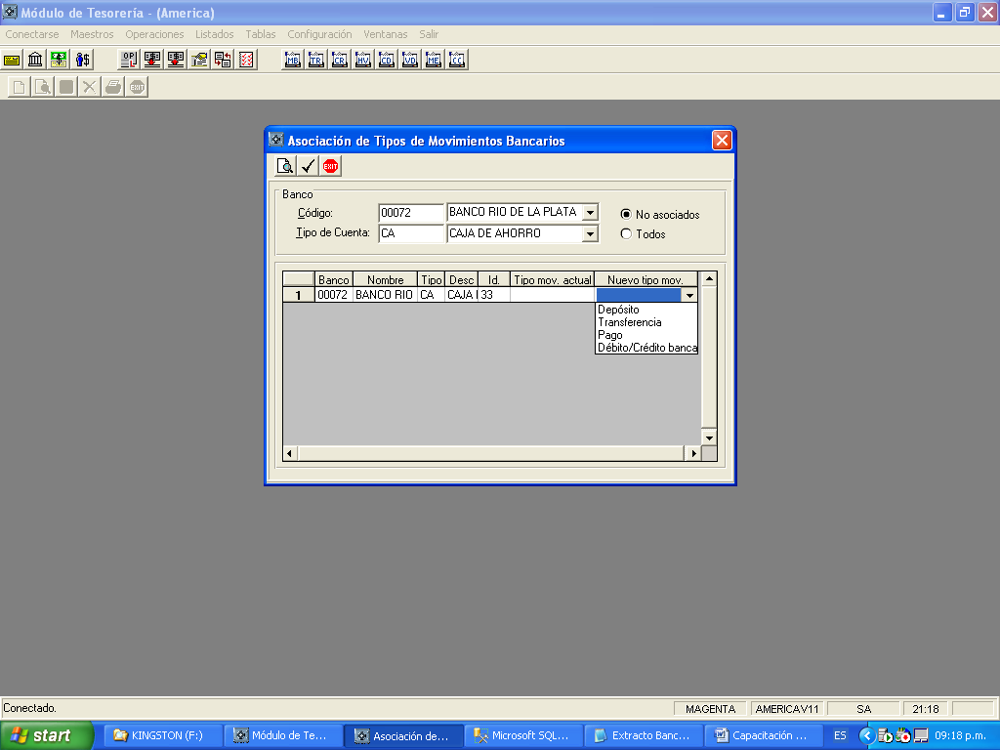 Módulo de Tesorería - (America)
Conectarse Maestros Operaciones Listados Tablas Configuración Ventanas Salir
OP MB TR CR HV CD VD ME CC
EXIT
Asociación de Tipos de Movimientos Bancarios
EXIT
Banco
Código: 00072 BANCO RIO DE LA PLATA No asociados
Tipo de Cuenta: CA CAJA DE AHORRO Todos
Banco Nombre Tipo Desc Id. Tipo mov. actual Nuevo tipo mov.
1 00072 BANCO RIO CA CAJA 33
Depósito
Transferencia
Pago
Débito/Crédito banca
Conectado. MAGENTA AMERICAV11 SA 21:18
start KINGSTON (F:) Módulo de Te... Asociación de... Microsoft SQL... Extracto Banc... Capacitación ... ES 09:18 p.m.